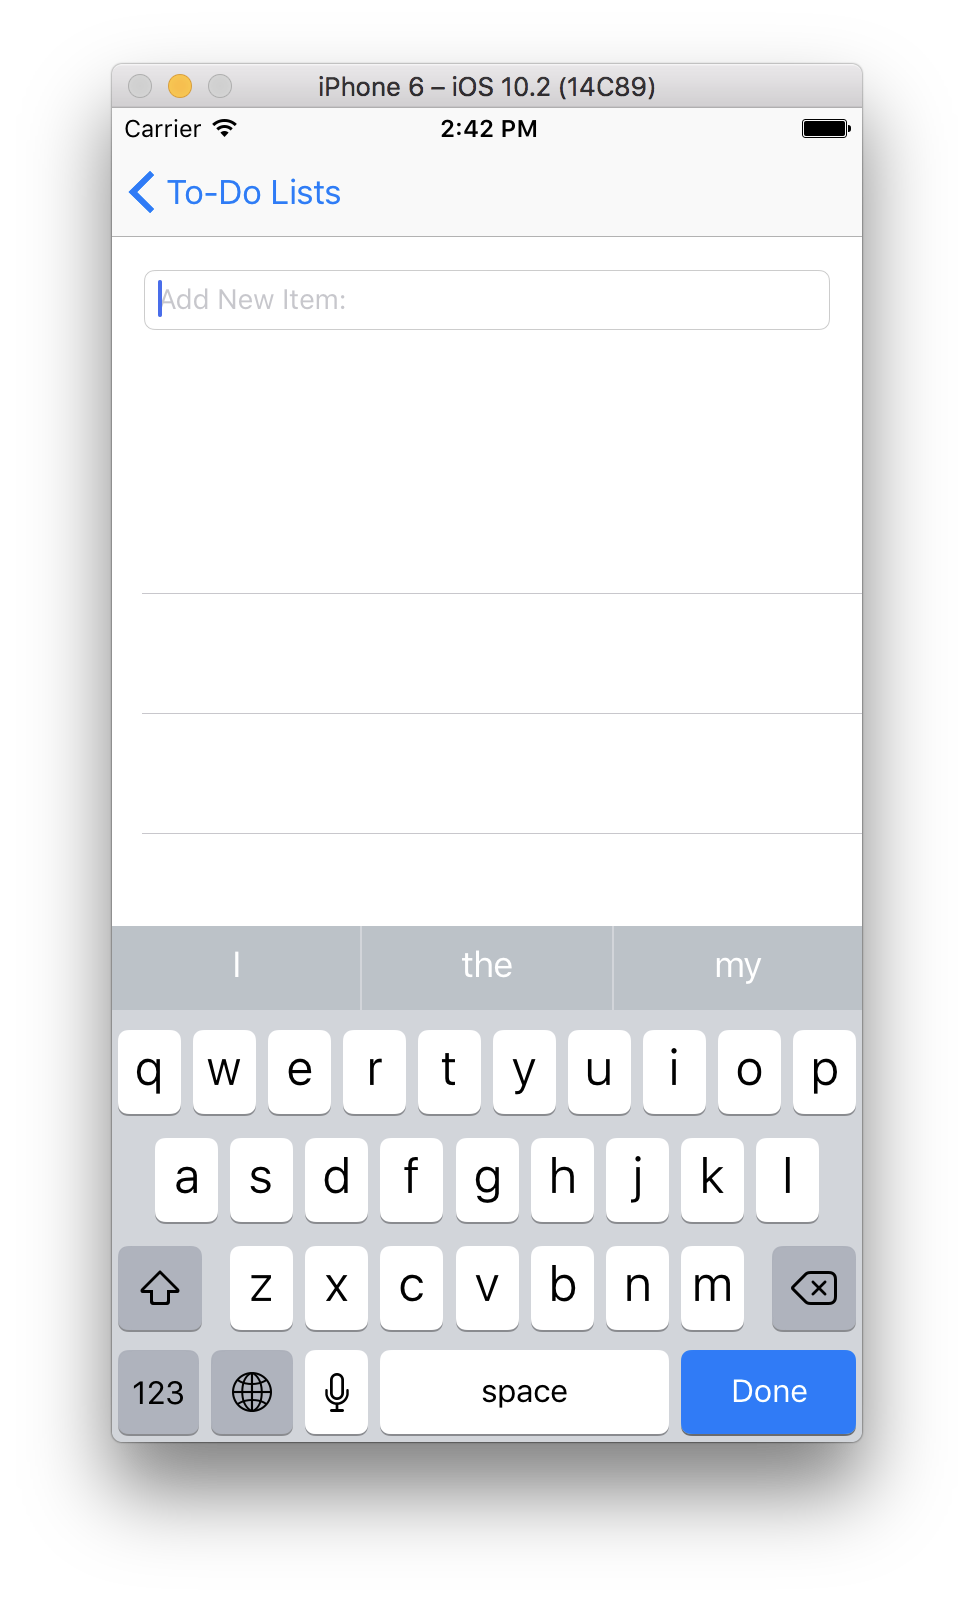 iPhone 6 – iOS 10.2 (14C89)
Carrier 2:42 PM
To-Do Lists
Add New Item:
I the my
q w e r t y u i o p
a s d f g h j k l
z x c v b n m
123 space Done